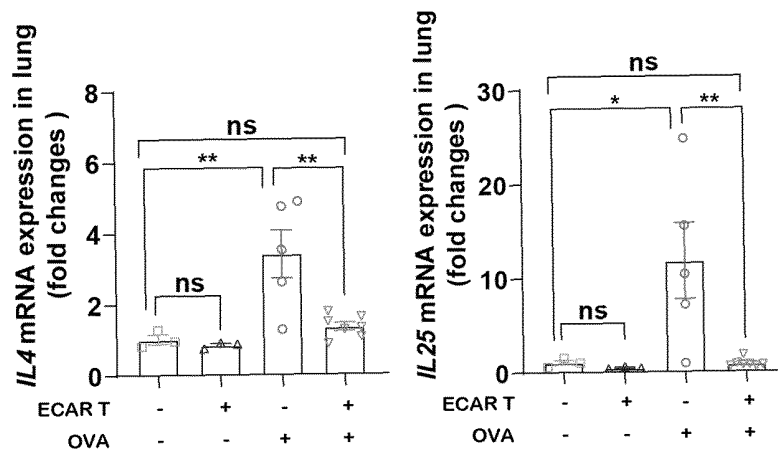 IL4 mRNA expression in lung
(fold changes)
8
6
4
2
0
ns
**
**
ns
ECAR T - + - +
OVA - - + +
IL25 mRNA expression in lung
(fold changes)
30
20
10
0
ns
*
**
ns
ECAR T - + - +
OVA - - + +